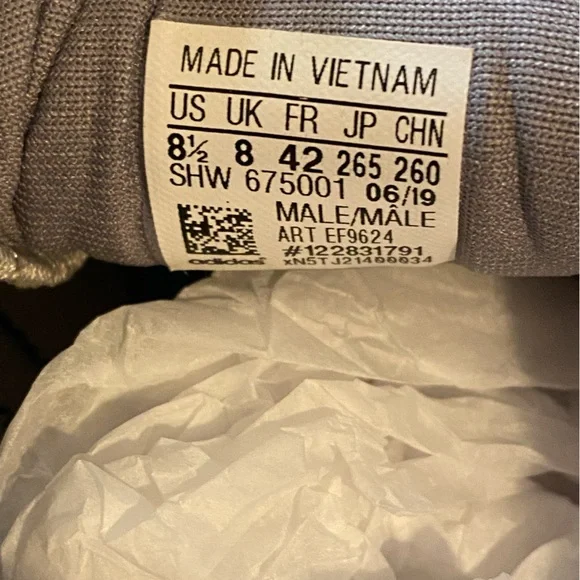 MADE IN VIETNAM
US UK FR JP CHN
8½ 8 42 265 260
SHW 675001 06/19
MALE/MÂLE
ART EF9624
#122831791
adidas xN5TJ21400034